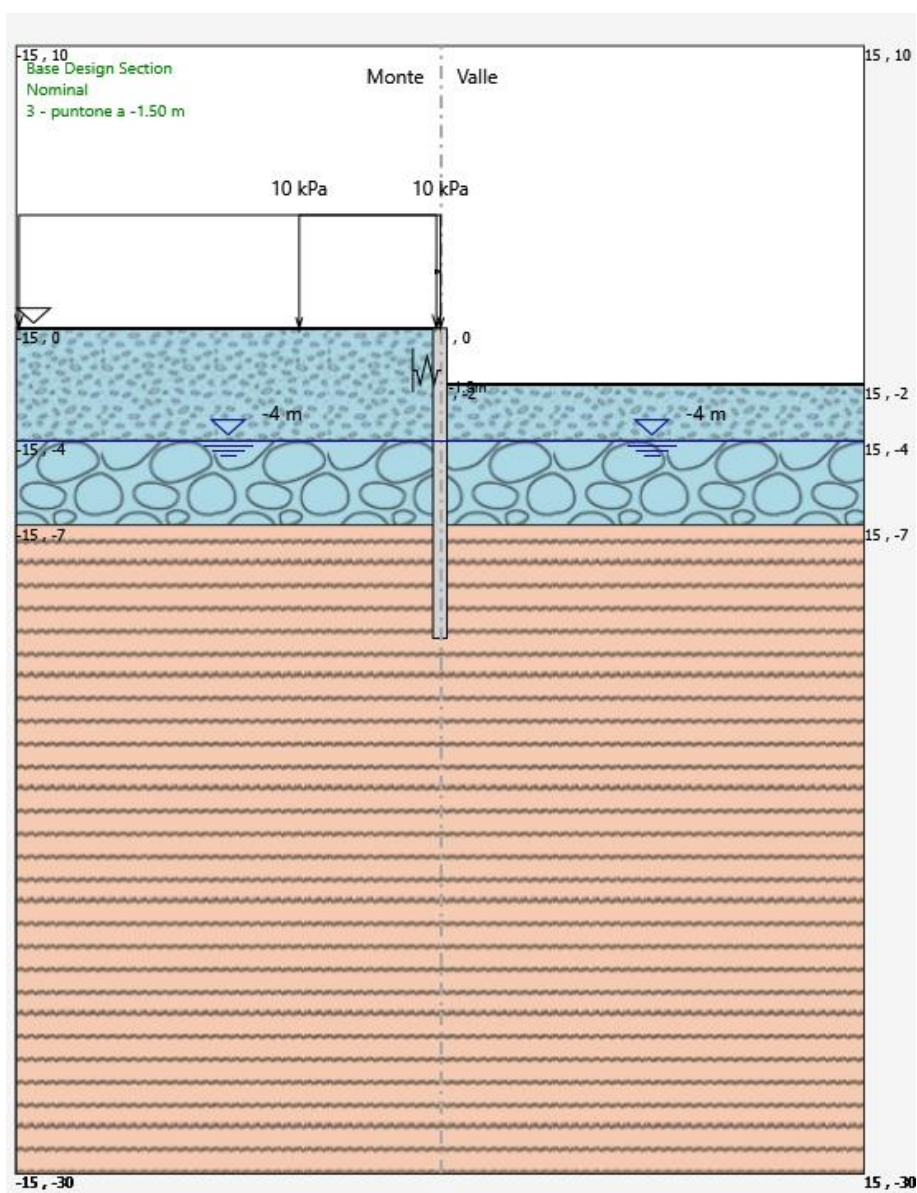 -15 , 10
15 , 10
Base Design Section
Nominal
3 - puntone a -1.50 m
Monte
Valle
10 kPa
10 kPa
-15 , 0
, 0
, -2
15 , -2
-4 m
-4 m
-15 , -4
15 , -4
-15 , -7
15 , -7
-15 , -30
15 , -30